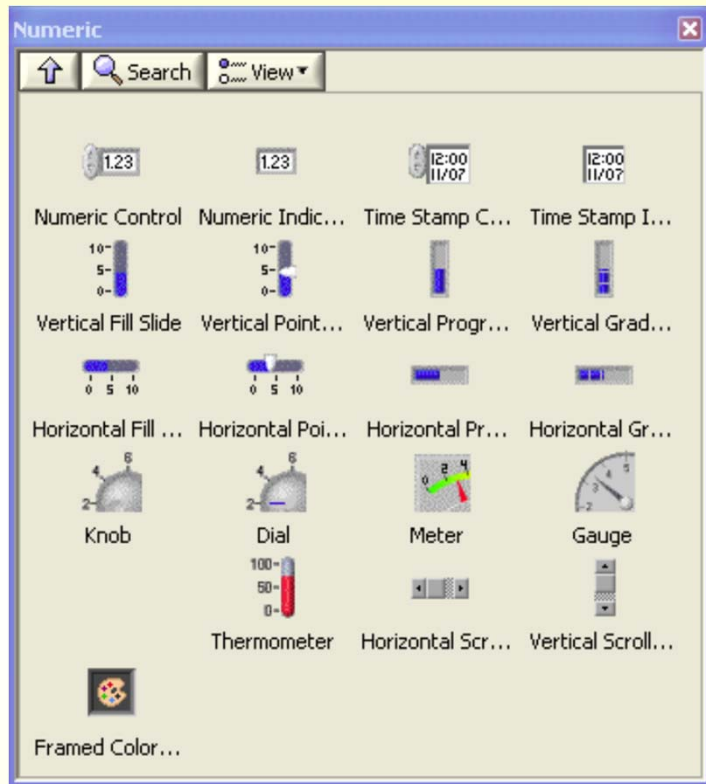 Numeric
Search View
1.23 1.23 12:00 12:00
11/07 11/07
Numeric Control Numeric Indic... Time Stamp C... Time Stamp I...
10- 10-
5- 5-
0- 0-
Vertical Fill Slide Vertical Point... Vertical Progr... Vertical Grad...
0 5 10 0 5 10
Horizontal Fill ... Horizontal Poi... Horizontal Pr... Horizontal Gr...
2- 4 6 2- 4 6 0 2 4 2 3 4 5
Knob Dial Meter Gauge
100-
50-
0-
Thermometer Horizontal Scr... Vertical Scroll...
Framed Color...